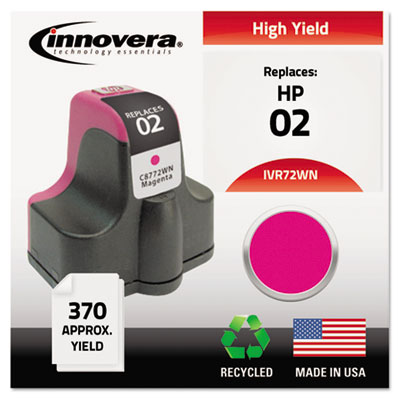 innovera®
technology essentials
High Yield
Replaces:
HP
02
IVR72WN
REPLACES
02
C8772WN
Magenta
370
APPROX.
YIELD
RECYCLED
MADE IN USA